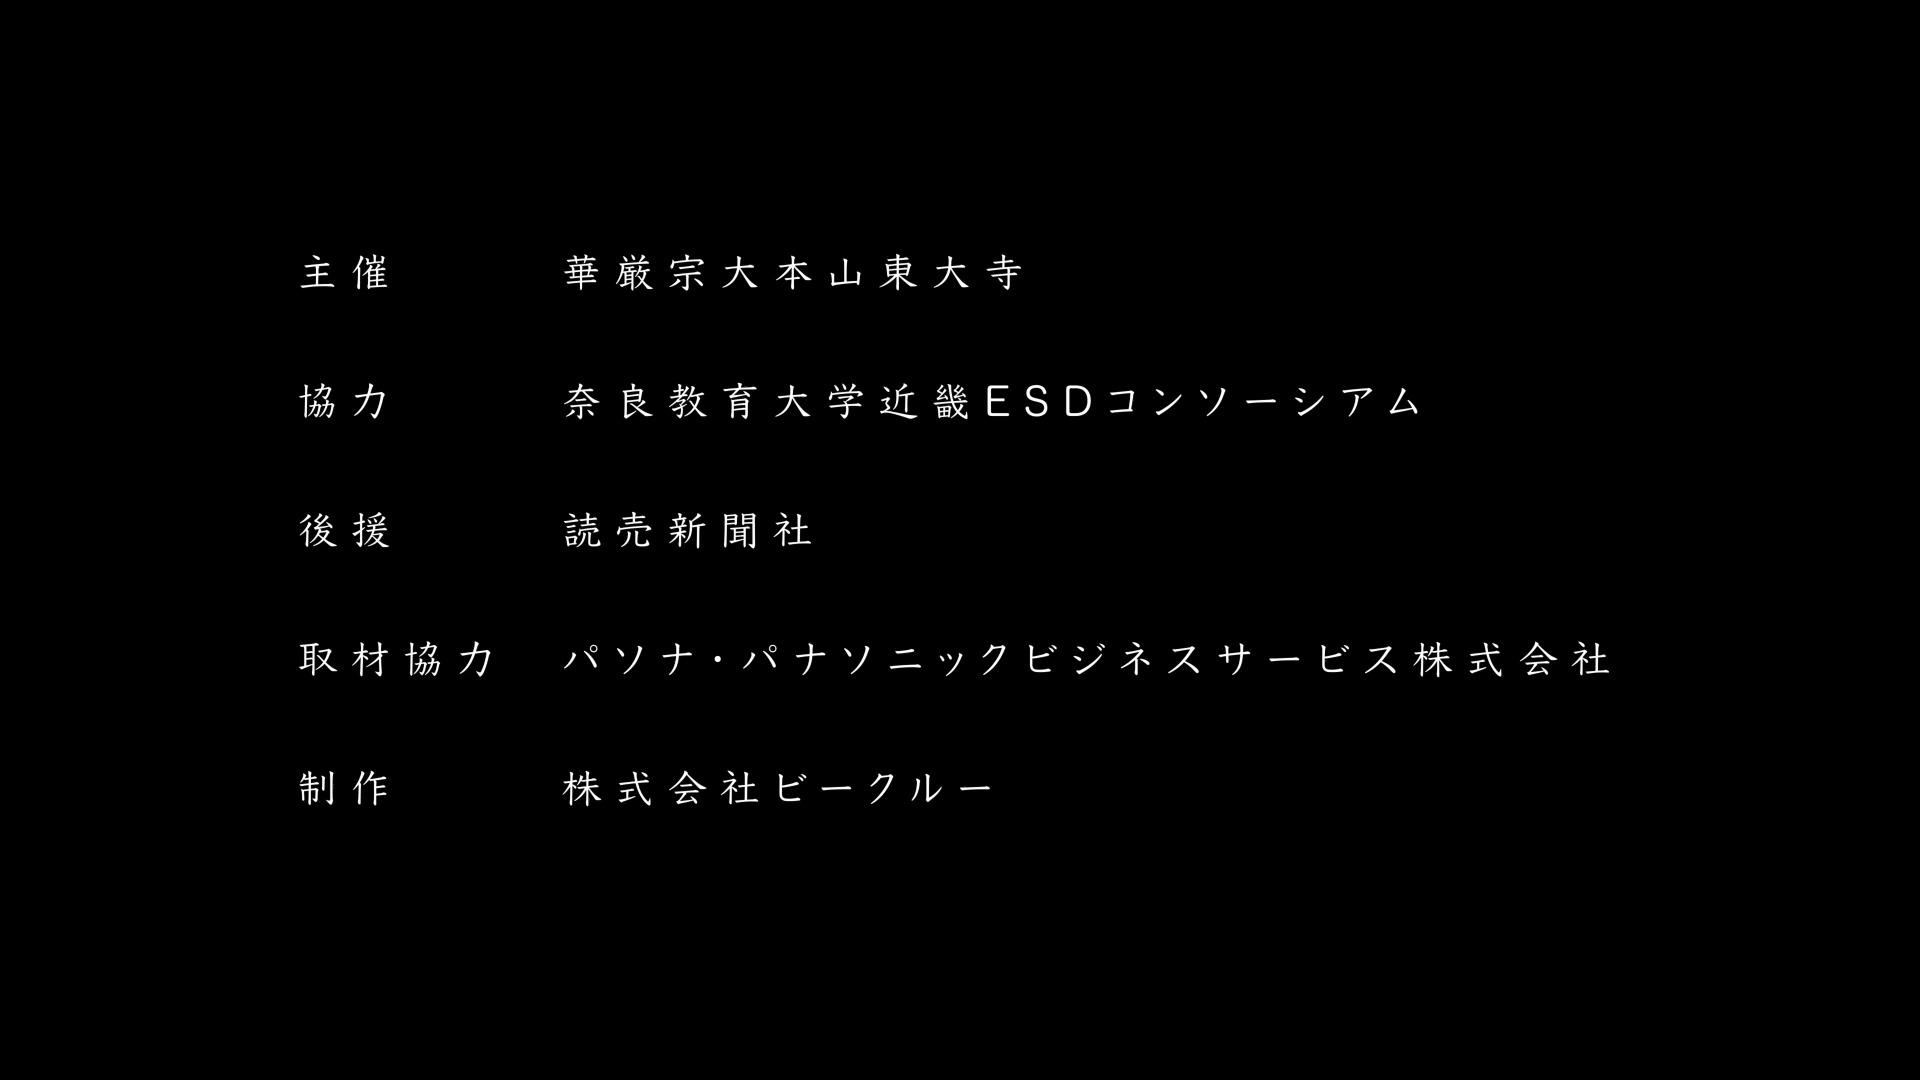 主催 華厳宗大本山東大寺
協力 奈良教育大学近畿ESDコンソーシアム
後援 読売新聞社
取材協力 パソナ・パナソニックビジネスサービス株式会社
制作 株式会社ビークルー